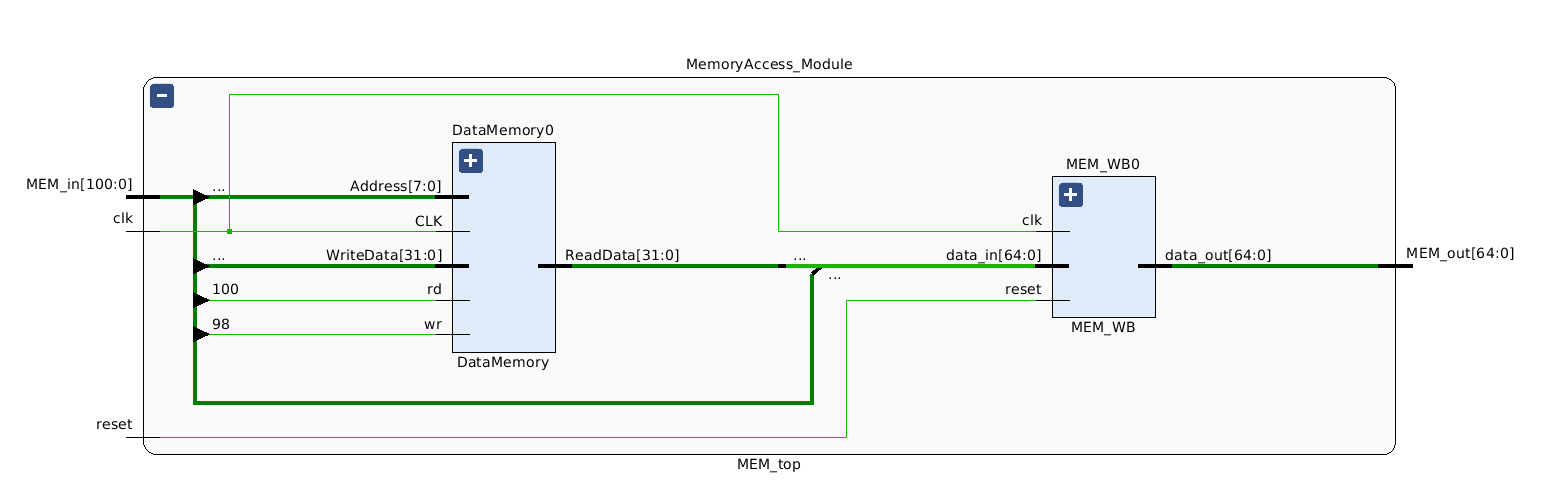 MemoryAccess_Module
DataMemory0
MEM_WB0
MEM_in[100:0]
...
Address[7:0]
clk
CLK
clk
...
WriteData[31:0]
ReadData[31:0]
...
data_in[64:0]
data_out[64:0]
MEM_out[64:0]
...
100
rd
reset
98
wr
MEM_WB
DataMemory
reset
MEM_top